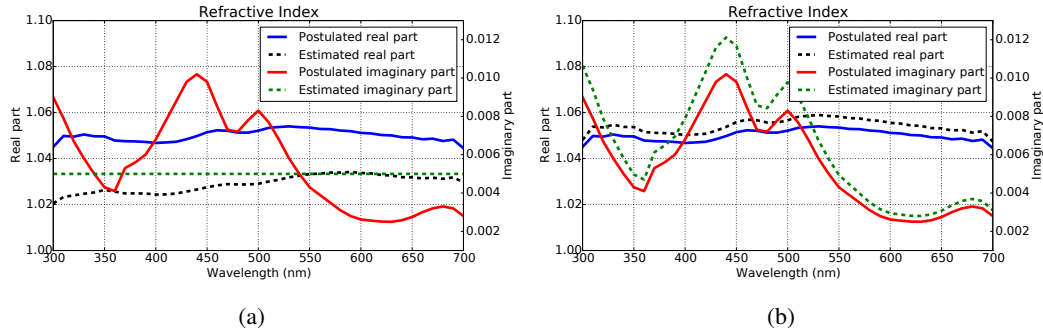 Refractive Index
1.10
1.08
1.06
1.04
1.02
1.00
Real part
0.012
0.010
0.008
0.006
0.004
0.002
Imaginary part
Postulated real part
Estimated real part
Postulated imaginary part
Estimated imaginary part
300 350 400 450 500 550 600 650 700
Wavelength (nm)
(a)
Refractive Index
1.10
1.08
1.06
1.04
1.02
1.00
Real part
0.012
0.010
0.008
0.006
0.004
0.002
Imaginary part
Postulated real part
Estimated real part
Postulated imaginary part
Estimated imaginary part
300 350 400 450 500 550 600 650 700
Wavelength (nm)
(b)